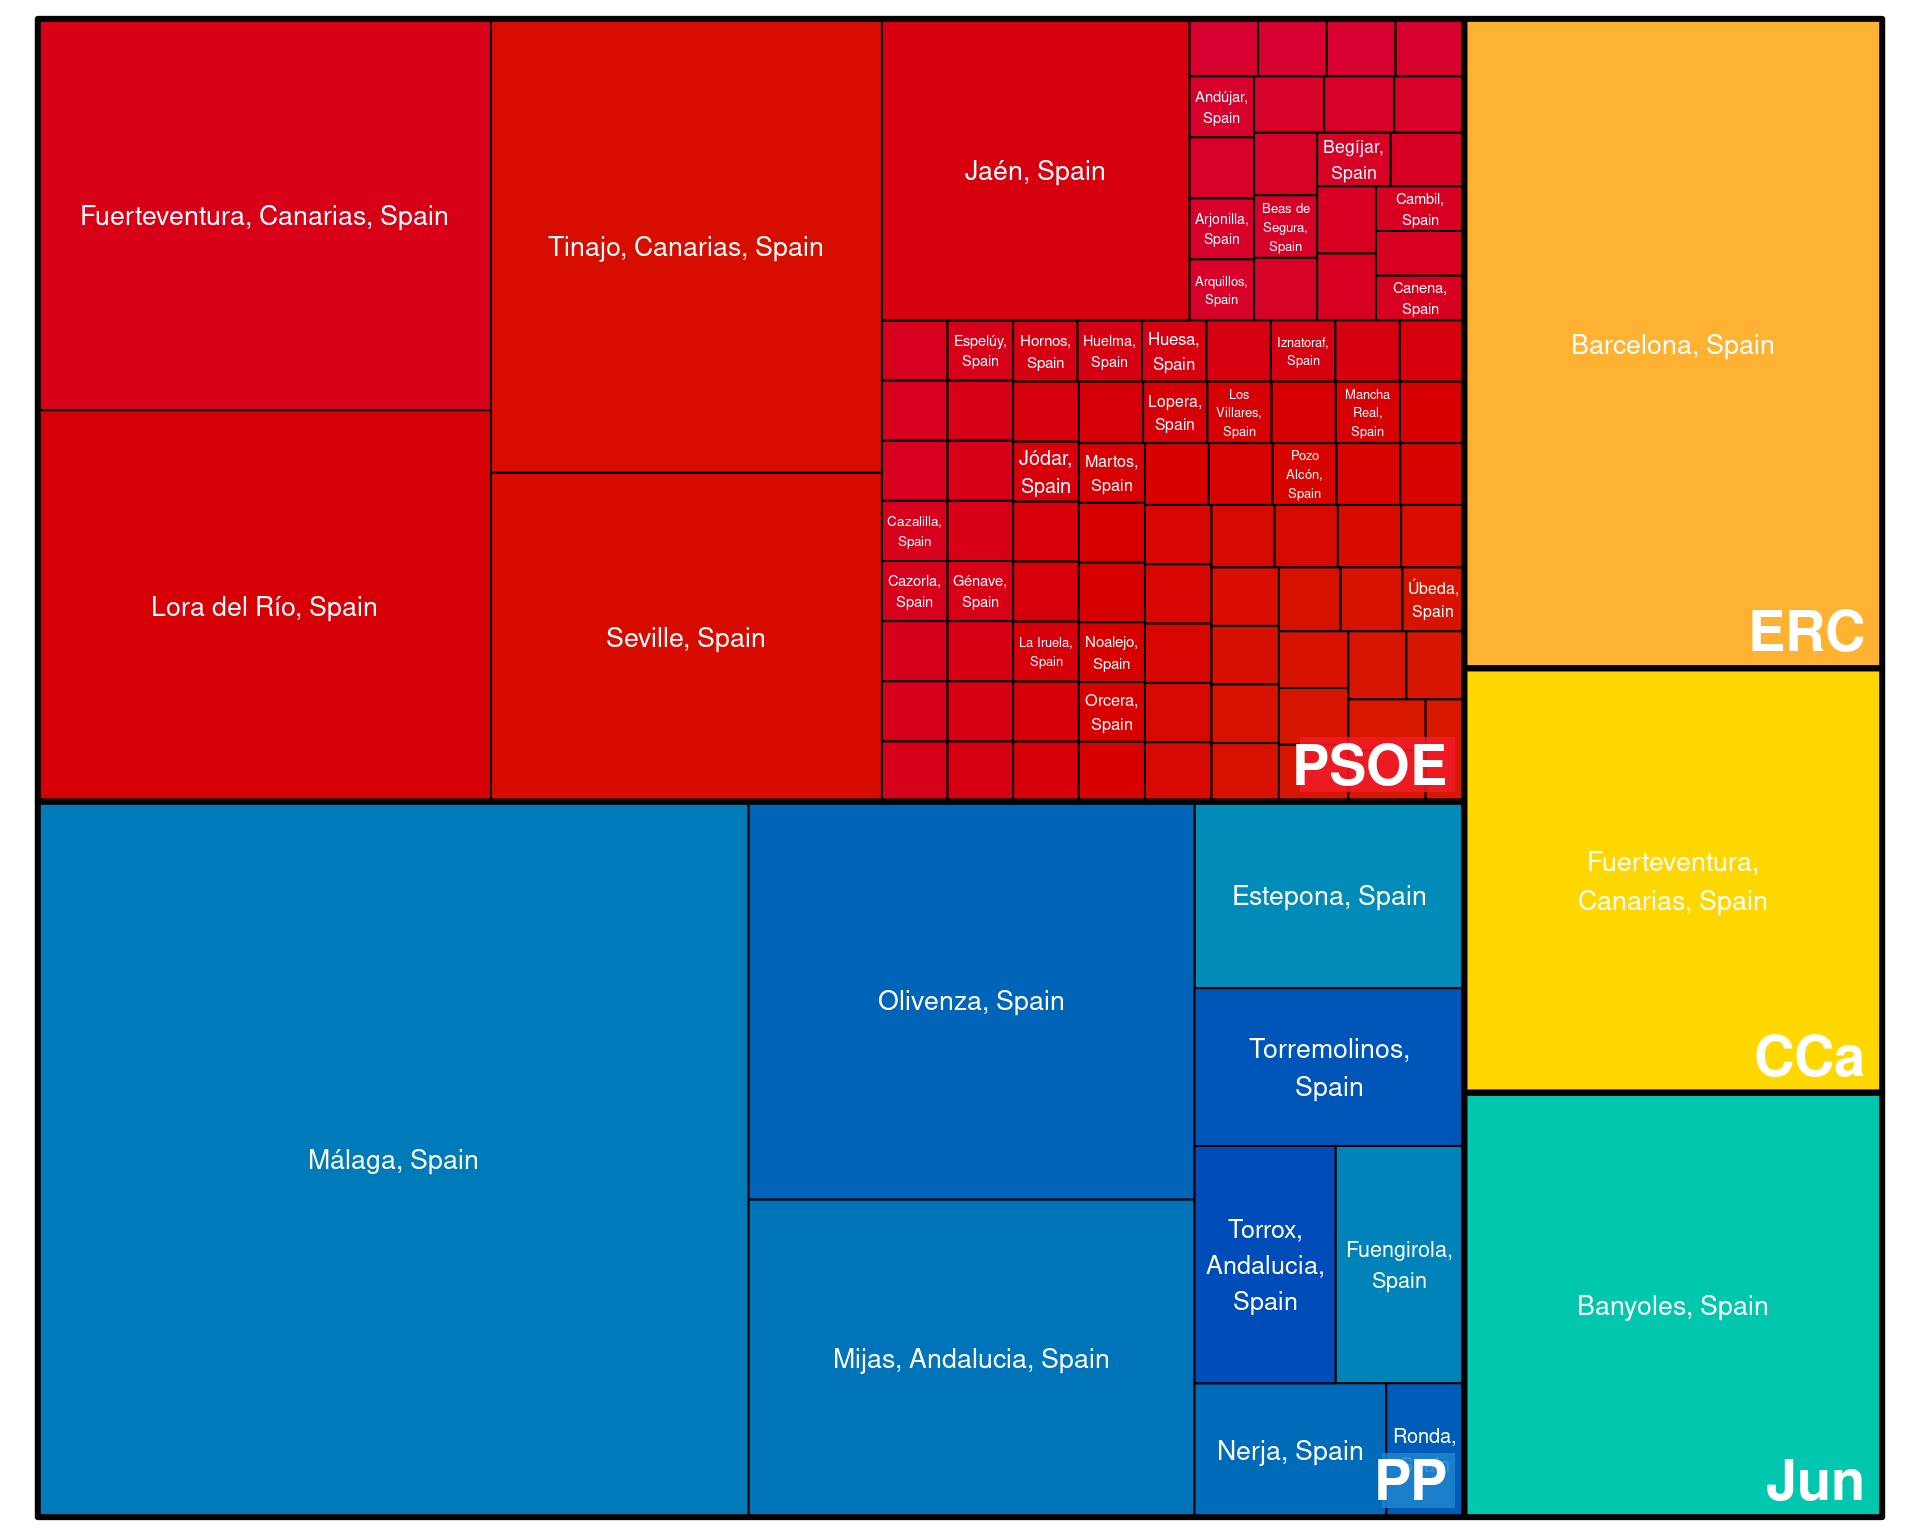 Fuerteventura, Canarias, Spain
Lora del Río, Spain
Tinajo, Canarias, Spain
Seville, Spain
Jaén, Spain
Andújar,
Spain
Arjonilla,
Spain
Arquillos,
Spain
Beas de
Segura,
Spain
Begíjar,
Spain
Cambil,
Spain
Canena,
Spain
Cazalilla,
Spain
Cazorla,
Spain
Espelúy,
Spain
Génave,
Spain
Hornos,
Spain
Huelma,
Spain
Huesa,
Spain
Iznatoraf,
Spain
Jódar,
Spain
La Iruela,
Spain
Lopera,
Spain
Los
Villares,
Spain
Mancha
Real,
Spain
Martos,
Spain
Noalejo,
Spain
Orcera,
Spain
Pozo
Alcón,
Spain
Úbeda,
Spain
PSOE
Málaga, Spain
Olivenza, Spain
Mijas, Andalucia, Spain
Estepona, Spain
Torremolinos,
Spain
Torrox,
Andalucia,
Spain
Fuengirola,
Spain
Nerja, Spain
Ronda,
PP
Barcelona, Spain
ERC
Fuerteventura,
Canarias, Spain
CCa
Banyoles, Spain
Jun